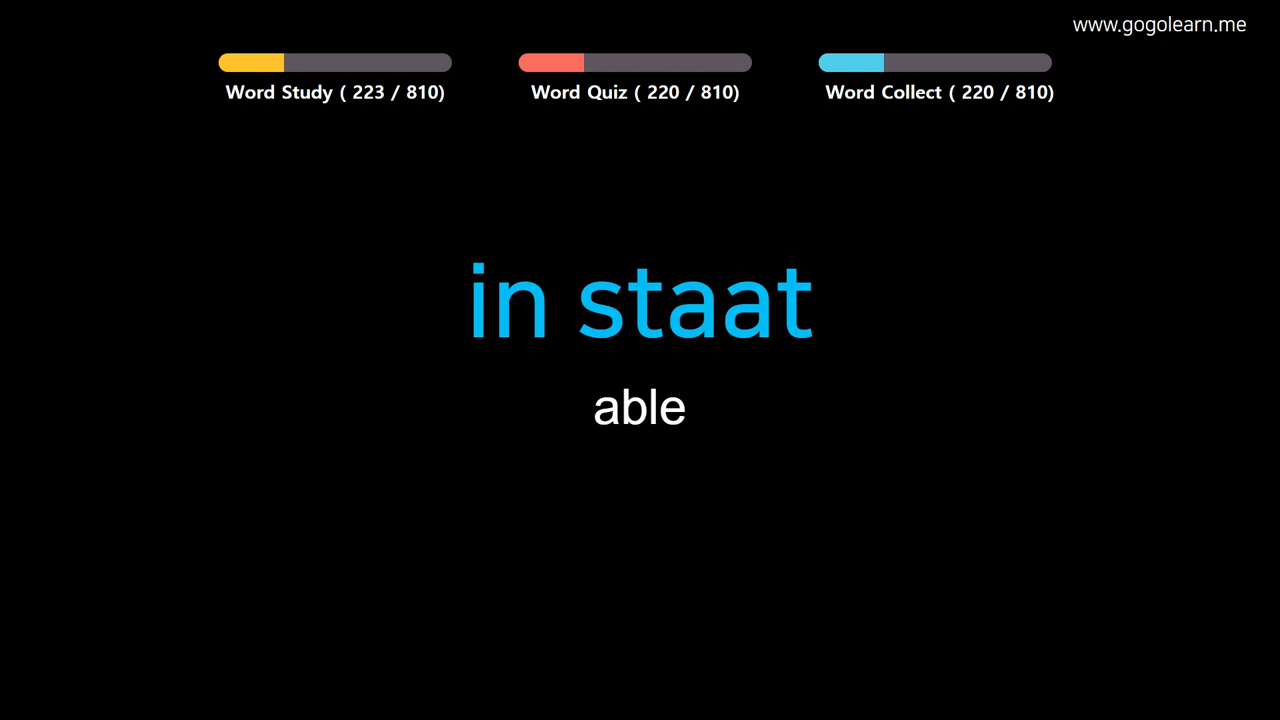 www.gogolearn.me
Word Study ( 223 / 810)
Word Quiz ( 220 / 810)
Word Collect ( 220 / 810)
in staat
able